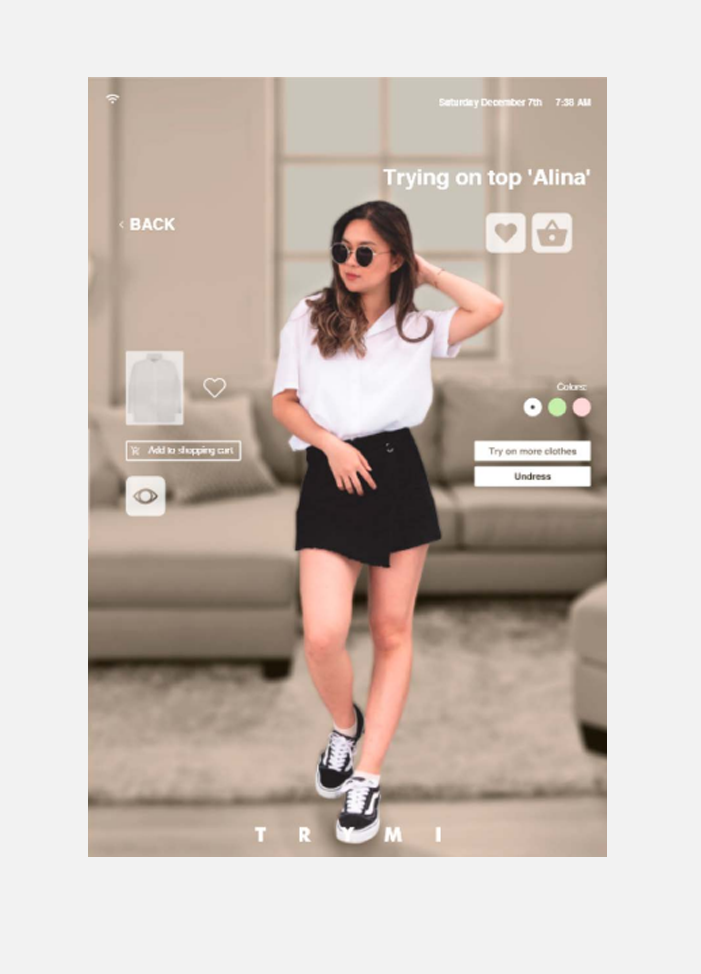 Saturday December 7th 7:38 AM
Trying on top 'Alina'
‹ BACK
Colors:
Add to shopping cart
Try on more clothes
Undress
TRYMI